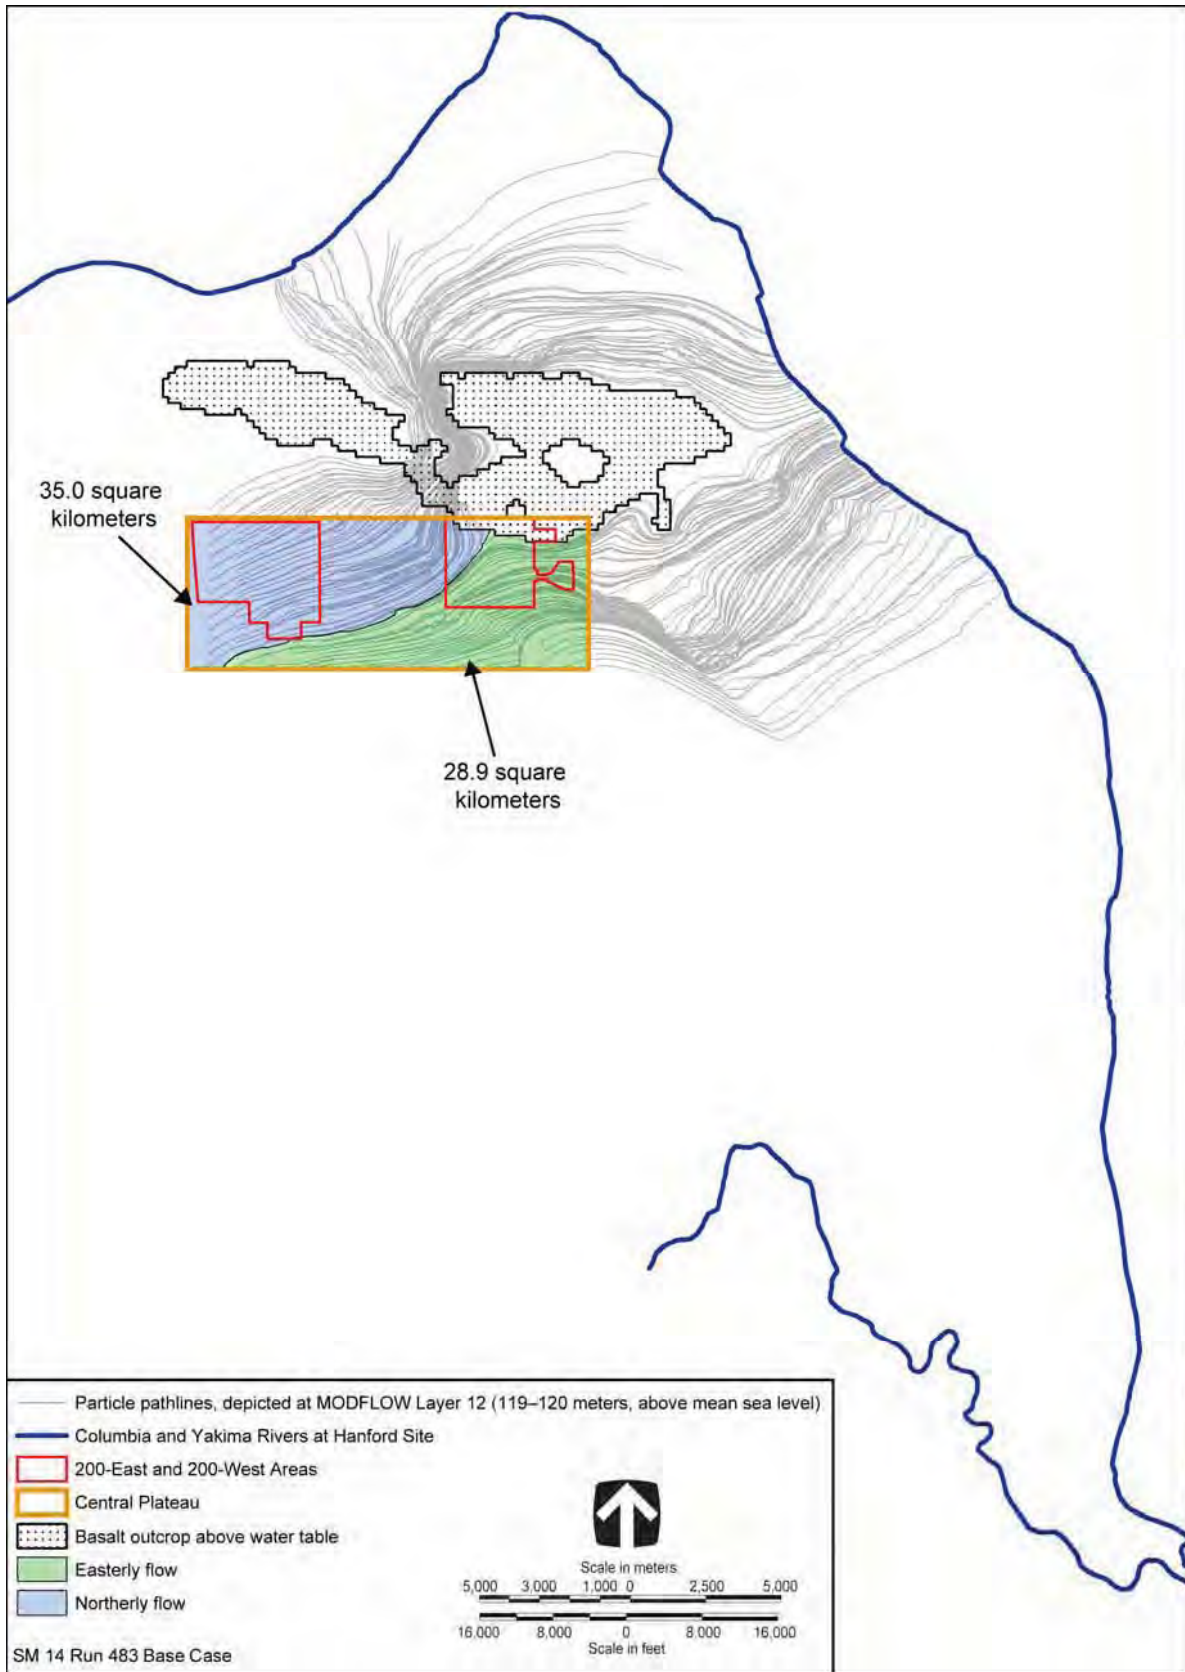 35.0 square
kilometers
28.9 square
kilometers
Particle pathlines, depicted at MODFLOW Layer 12 (119–120 meters, above mean sea level)
Columbia and Yakima Rivers at Hanford Site
200-East and 200-West Areas
Central Plateau
Basalt outcrop above water table
Easterly flow
Northerly flow
SM 14 Run 483 Base Case
Scale in meters
5,000 3,000 1,000 0 2,500 5,000
16,000 8,000 0 8,000 16,000
Scale in feet